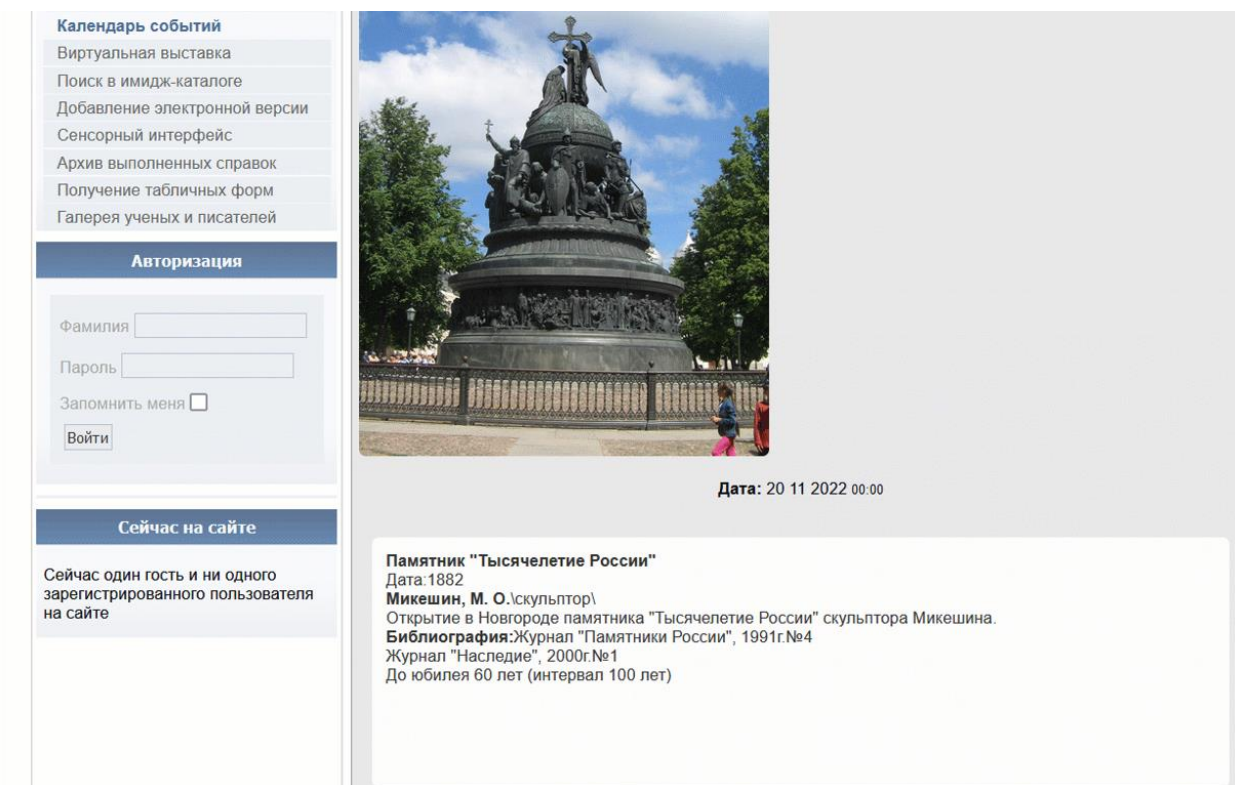 Календарь событий
Виртуальная выставка
Поиск в имидж-каталоге
Добавление электронной версии
Сенсорный интерфейс
Архив выполненных справок
Получение табличных форм
Галерея ученых и писателей
Авторизация
Фамилия
Пароль
Запомнить меня
Войти
Сейчас на сайте
Сейчас один гость и ни одного
зарегистрированного пользователя
на сайте
Дата: 20 11 2022 00:00
Памятник "Тысячелетие России"
Дата:1882
Микешин, М. О.\скульптор\
Открытие в Новгороде памятника "Тысячелетие России" скульптора Микешина.
Библиография:Журнал "Памятники России", 1991г.№4
Журнал "Наследие", 2000г.№1
До юбилея 60 лет (интервал 100 лет)